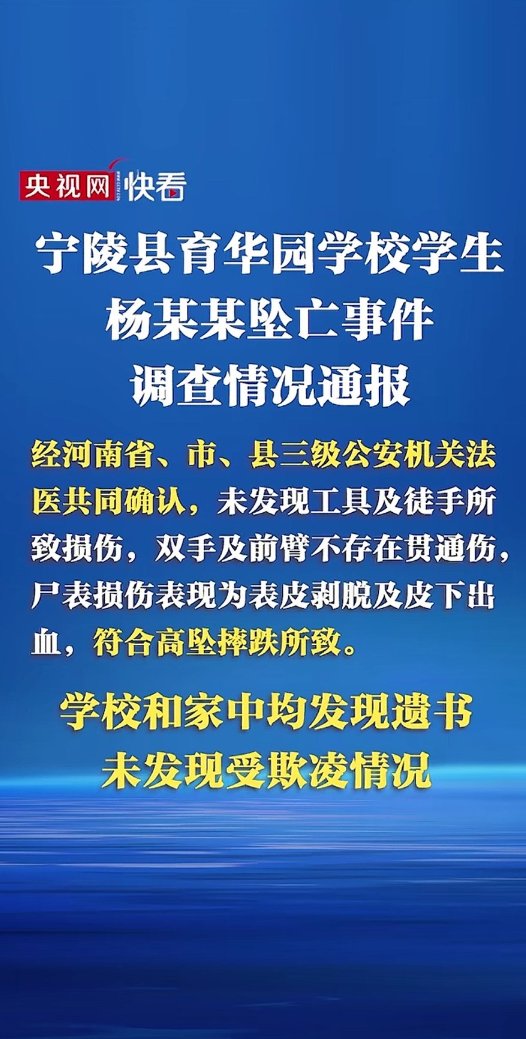 央视网 快看
宁陵县育华园学校学生
杨某某坠亡事件
调查情况通报
经河南省、市、县三级公安机关法
医共同确认，未发现工具及徒手所
致损伤，双手及前臂不存在贯通伤，
尸表损伤表现为表皮剥脱及皮下出
血，符合高坠摔跌所致。
学校和家中均发现遗书
未发现受欺凌情况